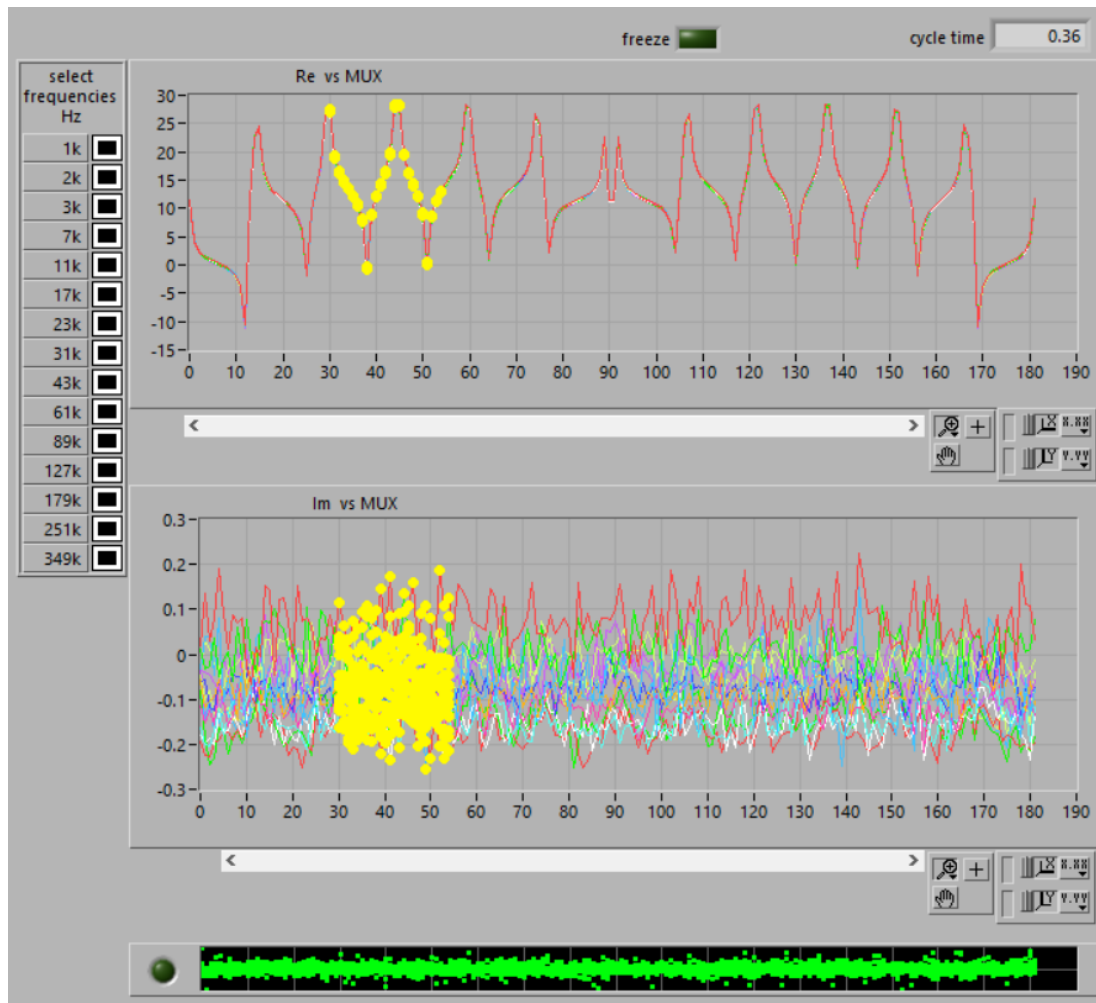 freeze
cycle time 0.36
select
frequencies
Hz
1k
2k
3k
7k
11k
17k
23k
31k
43k
61k
89k
127k
179k
251k
349k
Re vs MUX
30
25
20
15
10
5
0
-5
-10
-15
0 10 20 30 40 50 60 70 80 90 100 110 120 130 140 150 160 170 180 190
X X.XX
Y Y.YY
Im vs MUX
0.3
0.2
0.1
0
-0.1
-0.2
-0.3
0 10 20 30 40 50 60 70 80 90 100 110 120 130 140 150 160 170 180 190
X X.XX
Y Y.YY